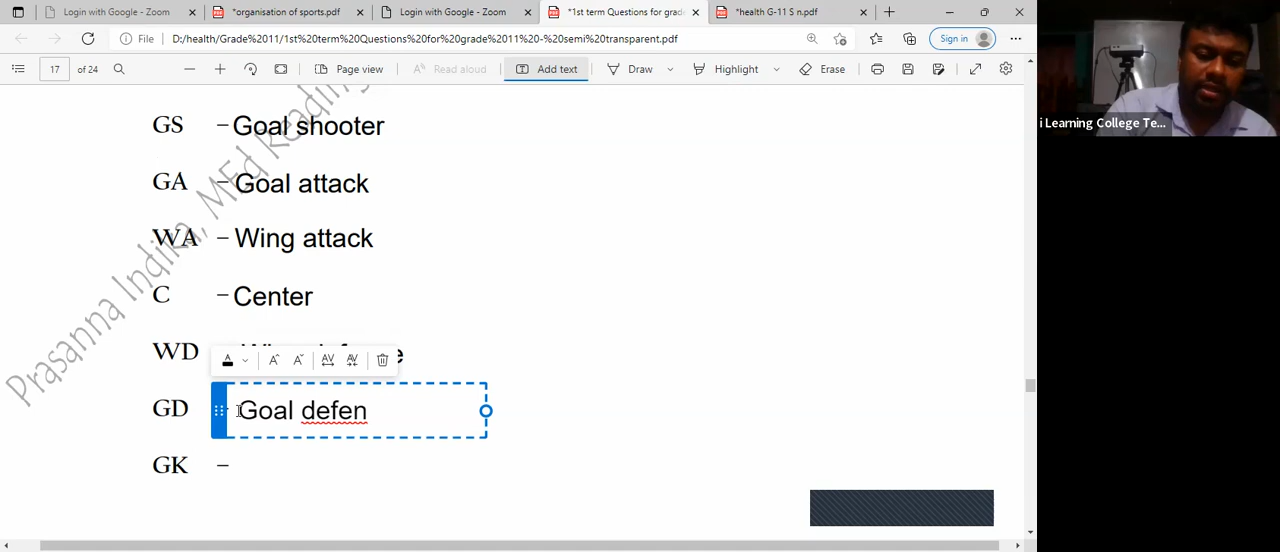 Login with Google - Zoom
*organisation of sports.pdf
Login with Google - Zoom
*1st term Questions for grade
*health G-11 S n.pdf
File D:/health/Grade%2011/1st%20term%20Questions%20for%20grade%2011%20-%20semi%20transparent.pdf Sign in
17 of 24 Page view Read aloud Add text Draw Highlight Erase
i Learning College Te...
GS – Goal shooter
GA – Goal attack
WA – Wing attack
C – Center
WD
GD - Goal defen
GK –
Prasanna Indika, MEd Reading